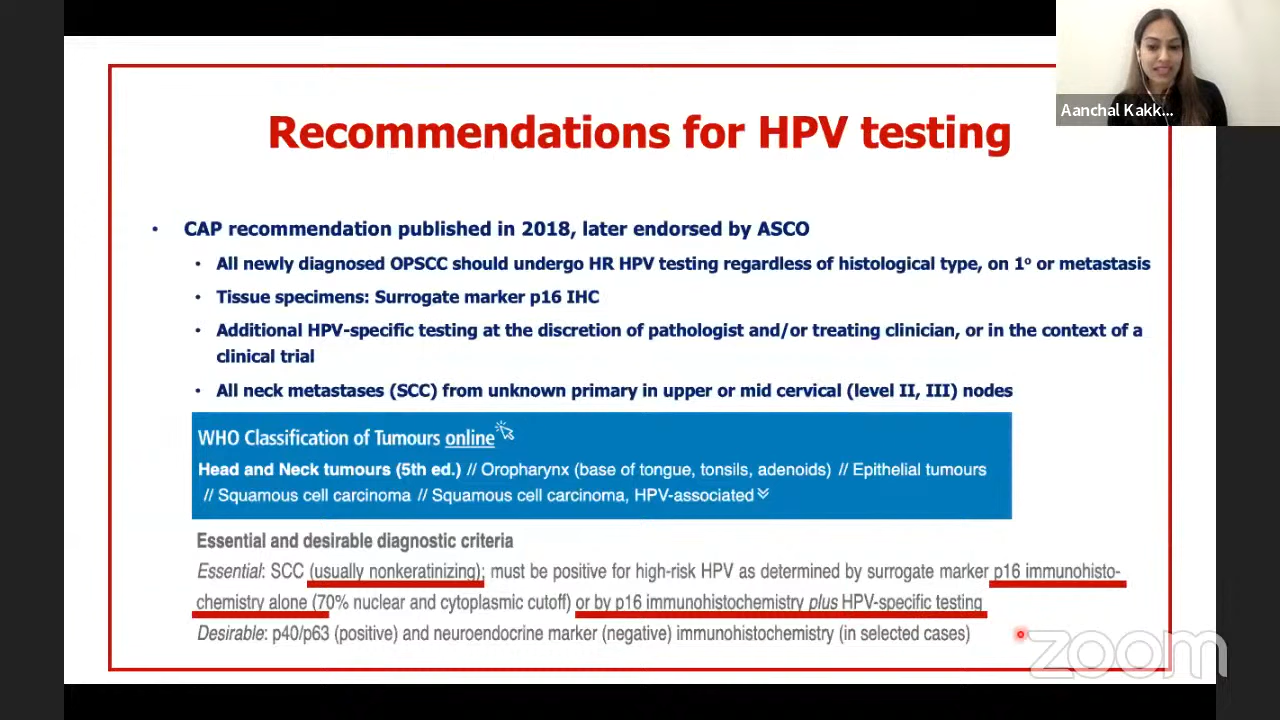 Aanchal Kakk...
Recommendations for HPV testing
• CAP recommendation published in 2018, later endorsed by ASCO
• All newly diagnosed OPSCC should undergo HR HPV testing regardless of histological type, on 1º or metastasis
• Tissue specimens: Surrogate marker p16 IHC
• Additional HPV-specific testing at the discretion of pathologist and/or treating clinician, or in the context of a
clinical trial
• All neck metastases (SCC) from unknown primary in upper or mid cervical (level II, III) nodes
WHO Classification of Tumours online
Head and Neck tumours (5th ed.) // Oropharynx (base of tongue, tonsils, adenoids) // Epithelial tumours
// Squamous cell carcinoma // Squamous cell carcinoma, HPV-associated
Essential and desirable diagnostic criteria
Essential: SCC (usually nonkeratinizing); must be positive for high-risk HPV as determined by surrogate marker p16 immunohisto-
chemistry alone (70% nuclear and cytoplasmic cutoff) or by p16 immunohistochemistry plus HPV-specific testing
Desirable: p40/p63 (positive) and neuroendocrine marker (negative) immunohistochemistry (in selected cases)
zoom